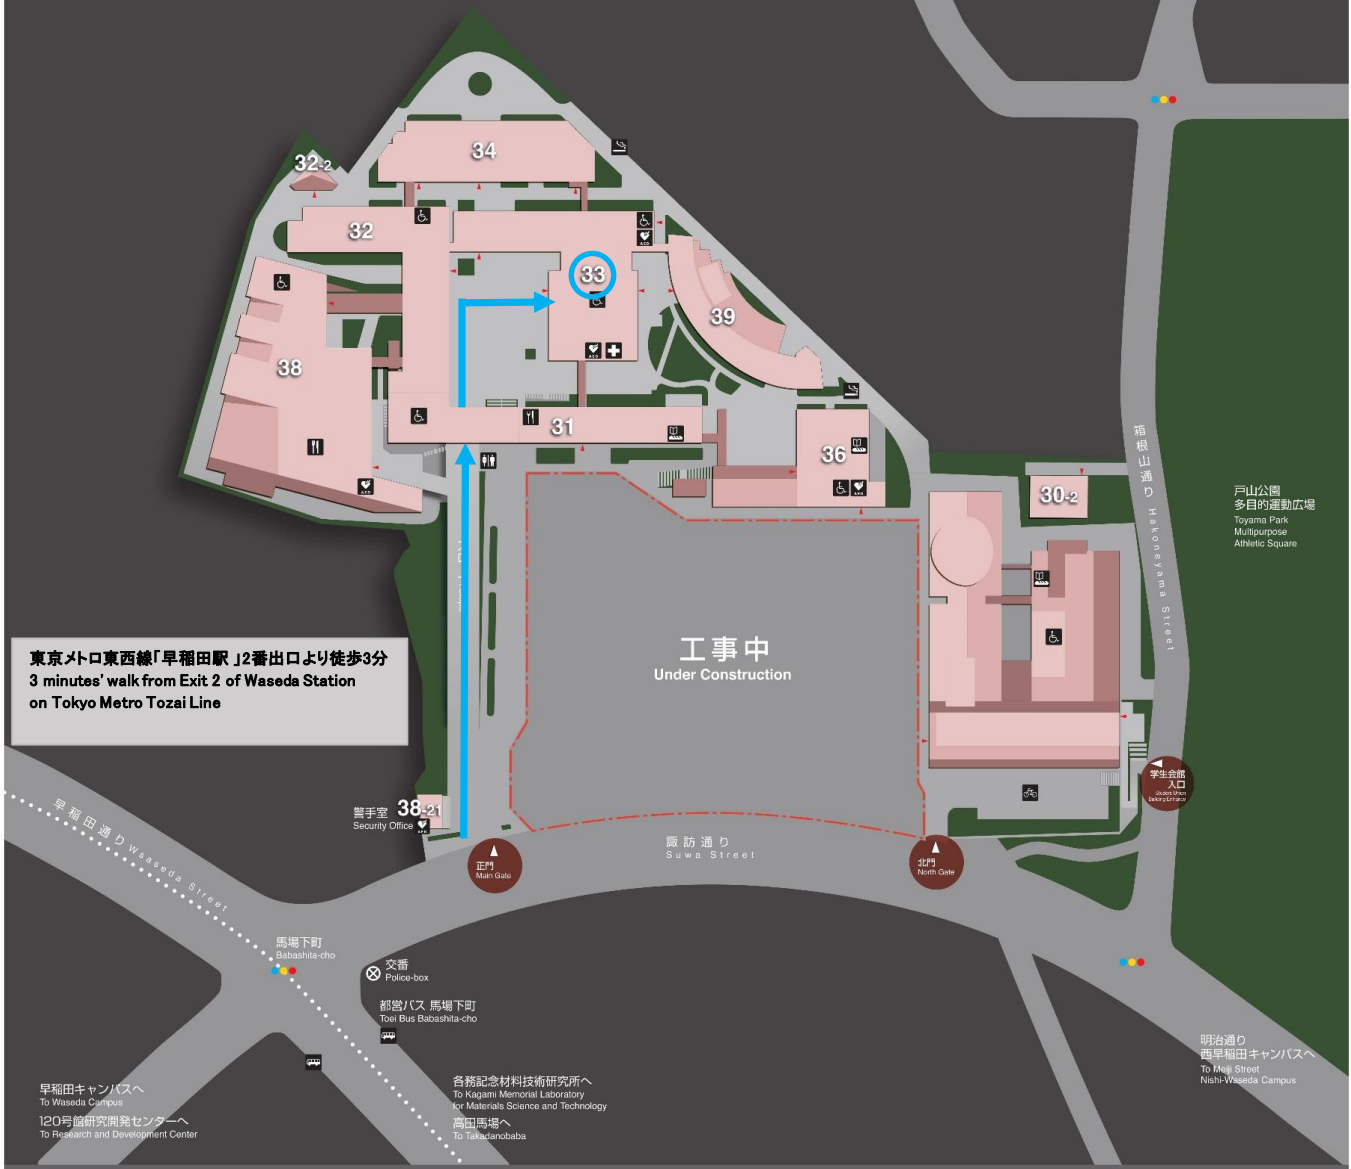 34
32-2
32
33
39
38
31
36
30-2
箱根山通り Hakoneyama Street
戸山公園
多目的運動広場
Toyama Park
Multipurpose
Athletic Square
工事中
Under Construction
東京メトロ東西線「早稲田駅 」2番出口より徒歩3分
3 minutes' walk from Exit 2 of Waseda Station
on Tokyo Metro Tozai Line
学生会館
入口
Student Union
Building Entrance
警手室
Security Office
38-21
早稲田通り Waaseda Street
諏訪通り
Suwa Street
正門
Main Gate
北門
North Gate
馬場下町
Babashita-cho
交番
Police-box
都営バス 馬場下町
Toei Bus Babashita-cho
明治通り
西早稲田キャンパスへ
To Meiji Street
Nishi-Waseda Campus
早稲田キャンパスへ
To Waseda Campus
120号館研究開発センターへ
To Research and Development Center
各務記念材料技術研究所へ
To Kagami Memorial Laboratory
for Materials Science and Technology
高田馬場へ
To Takadanobaba